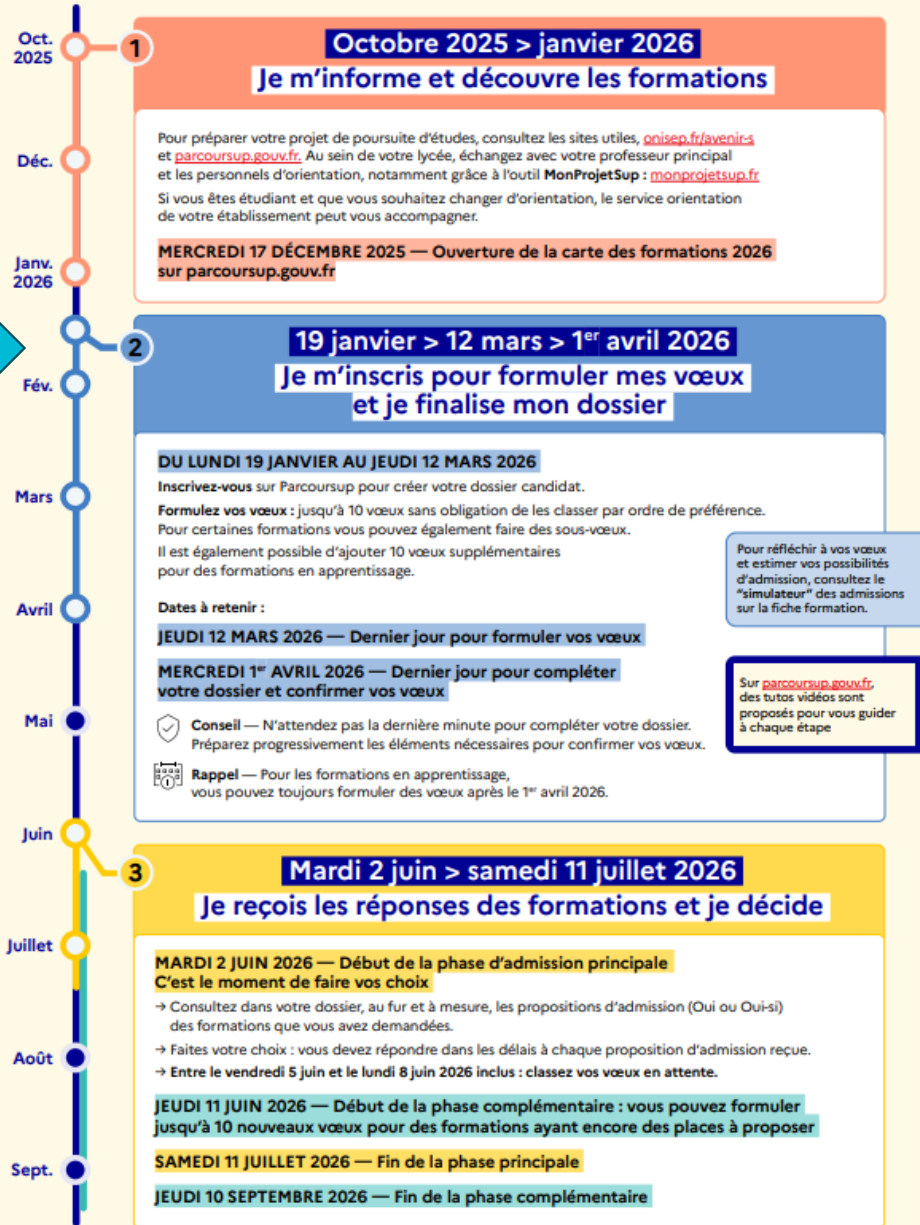 Oct.
2025
Déc.
Janv.
2026
Fév.
Mars
Avril
Mai
Juin
Juillet
Août
Sept.
1
Octobre 2025 > janvier 2026
Je m'informe et découvre les formations
Pour préparer votre projet de poursuite d'études, consultez les sites utiles, onisep.fr/avenir-s
et parcoursup.gouv.fr. Au sein de votre lycée, échangez avec votre professeur principal
et les personnels d'orientation, notamment grâce à l'outil MonProjetSup : monprojetsup.fr
Si vous êtes étudiant et que vous souhaitez changer d'orientation, le service orientation
de votre établissement peut vous accompagner.
MERCREDI 17 DÉCEMBRE 2025 — Ouverture de la carte des formations 2026
sur parcoursup.gouv.fr
2
19 janvier > 12 mars > 1er avril 2026
Je m'inscris pour formuler mes vœux
et je finalise mon dossier
DU LUNDI 19 JANVIER AU JEUDI 12 MARS 2026
Inscrivez-vous sur Parcoursup pour créer votre dossier candidat.
Formulez vos vœux : jusqu'à 10 vœux sans obligation de les classer par ordre de préférence.
Pour certaines formations vous pouvez également faire des sous-vœux.
Il est également possible d'ajouter 10 vœux supplémentaires
pour des formations en apprentissage.
Dates à retenir :
JEUDI 12 MARS 2026 — Dernier jour pour formuler vos vœux
MERCREDI 1er AVRIL 2026 — Dernier jour pour compléter
votre dossier et confirmer vos vœux
Conseil — N'attendez pas la dernière minute pour compléter votre dossier.
Préparez progressivement les éléments nécessaires pour confirmer vos vœux.
Rappel — Pour les formations en apprentissage,
vous pouvez toujours formuler des vœux après le 1er avril 2026.
Pour réfléchir à vos vœux
et estimer vos possibilités
d'admission, consultez le
"simulateur" des admissions
sur la fiche formation.
Sur parcoursup.gouv.fr,
des tutos vidéos sont
proposés pour vous guider
à chaque étape
3
Mardi 2 juin > samedi 11 juillet 2026
Je reçois les réponses des formations et je décide
MARDI 2 JUIN 2026 — Début de la phase d'admission principale
C'est le moment de faire vos choix
→ Consultez dans votre dossier, au fur et à mesure, les propositions d'admission (Oui ou Oui-si)
des formations que vous avez demandées.
→ Faites votre choix : vous devez répondre dans les délais à chaque proposition d'admission reçue.
→ Entre le vendredi 5 juin et le lundi 8 juin 2026 inclus : classez vos vœux en attente.
JEUDI 11 JUIN 2026 — Début de la phase complémentaire : vous pouvez formuler
jusqu'à 10 nouveaux vœux pour des formations ayant encore des places à proposer
SAMEDI 11 JUILLET 2026 — Fin de la phase principale
JEUDI 10 SEPTEMBRE 2026 — Fin de la phase complémentaire